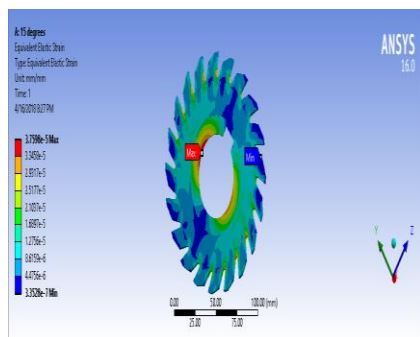 A: 15 degrees
Equivalent Elastic Strain
Type: Equivalent Elastic Strain
Unit: mm/mm
Time: 1
4/16/2018 8:27 PM
ANSYS
16.0
3.7598e-5 Max
3.3458e-5
2.9317e-5
2.5177e-5
2.1037e-5
1.6897e-5
1.2756e-5
8.6159e-6
4.4756e-6
3.3528e-7 Min
Max
Min
Y
Z
0.00
50.00
100.00 (mm)
25.00
75.00